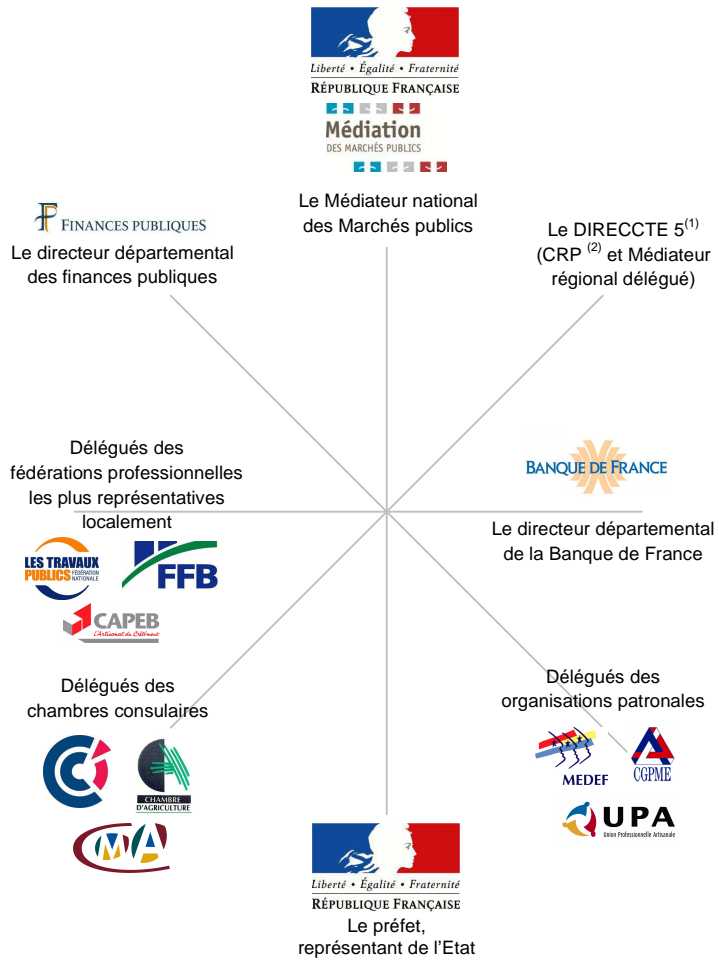 Liberté • Égalité • Fraternité
RÉPUBLIQUE FRANÇAISE
Médiation
DES MARCHÉS PUBLICS
Le Médiateur national
des Marchés publics
FINANCES PUBLIQUES
Le directeur départemental
des finances publiques
Le DIRECCTE 5(1)
(CRP (2) et Médiateur
régional délégué)
Délégués des
fédérations professionnelles
les plus représentatives
localement
LES TRAVAUX
PUBLICS FÉDÉRATION
NATIONALE
FFB
CAPEB
L'Artisanat du Bâtiment
BANQUE DE FRANCE
Le directeur départemental
de la Banque de France
Délégués des
chambres consulaires
CCI
CHAMBRE
D'AGRICULTURE
CMA
Délégués des
organisations patronales
MEDEF
CGPME
UPA
Union Professionnelle Artisanale
Liberté • Égalité • Fraternité
RÉPUBLIQUE FRANÇAISE
Le préfet,
représentant de l'Etat